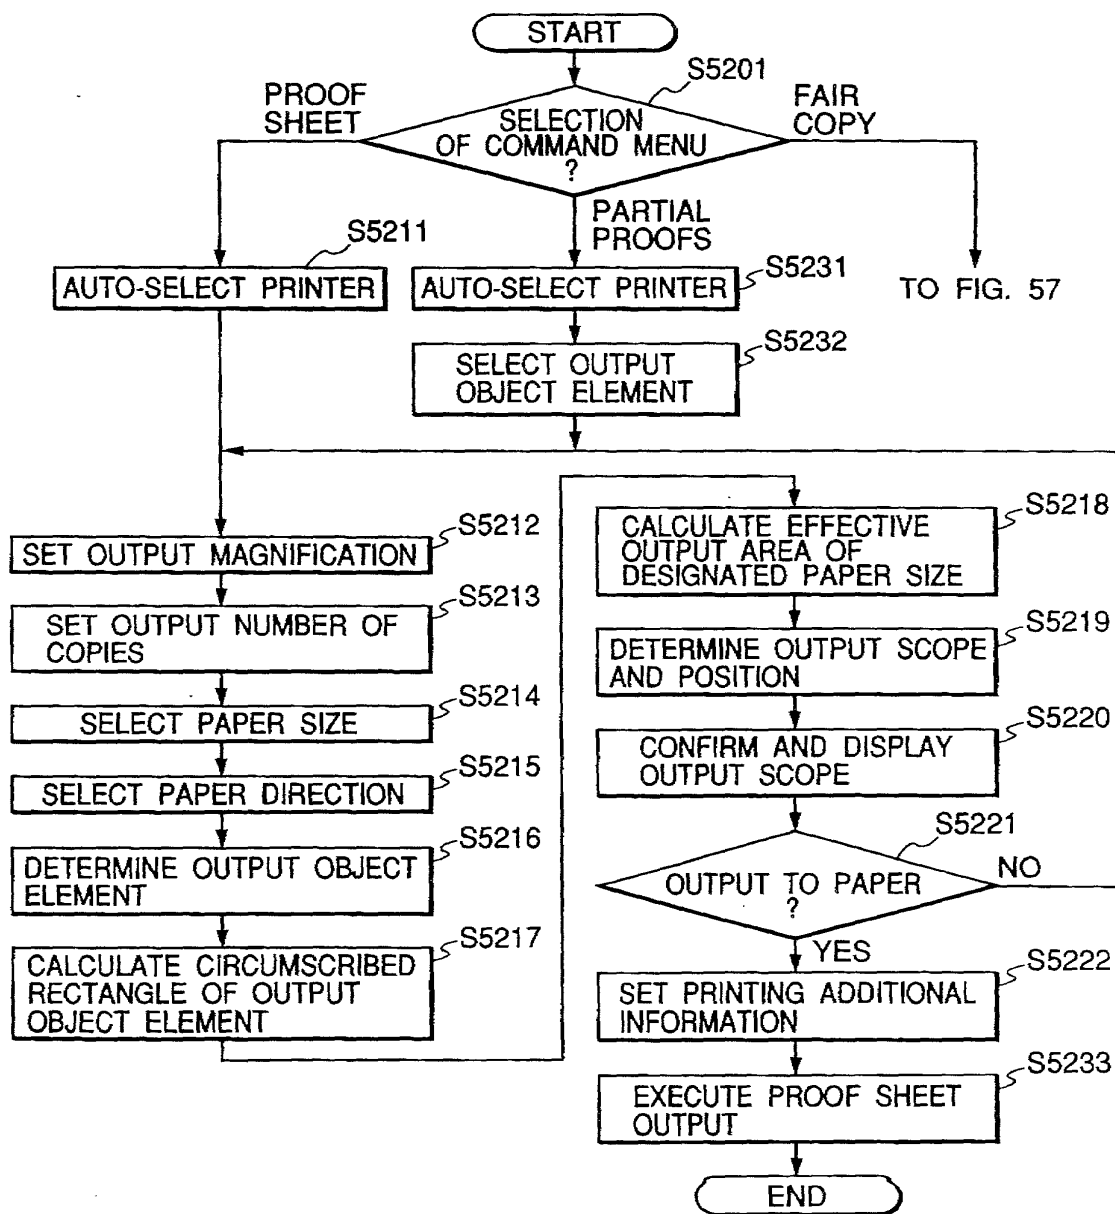 START
S5201
PROOF
SHEET
SELECTION
OF COMMAND MENU
?
FAIR
COPY
PARTIAL
PROOFS
S5211
AUTO-SELECT PRINTER
S5231
AUTO-SELECT PRINTER
TO FIG. 57
S5232
SELECT OUTPUT
OBJECT ELEMENT
S5212
SET OUTPUT MAGNIFICATION
S5213
SET OUTPUT NUMBER OF
COPIES
S5214
SELECT PAPER SIZE
S5215
SELECT PAPER DIRECTION
S5216
DETERMINE OUTPUT OBJECT
ELEMENT
S5217
CALCULATE CIRCUMSCRIBED
RECTANGLE OF OUTPUT
OBJECT ELEMENT
S5218
CALCULATE EFFECTIVE
OUTPUT AREA OF
DESIGNATED PAPER SIZE
S5219
DETERMINE OUTPUT SCOPE
AND POSITION
S5220
CONFIRM AND DISPLAY
OUTPUT SCOPE
S5221
OUTPUT TO PAPER
?
NO
YES
S5222
SET PRINTING ADDITIONAL
INFORMATION
S5233
EXECUTE PROOF SHEET
OUTPUT
END